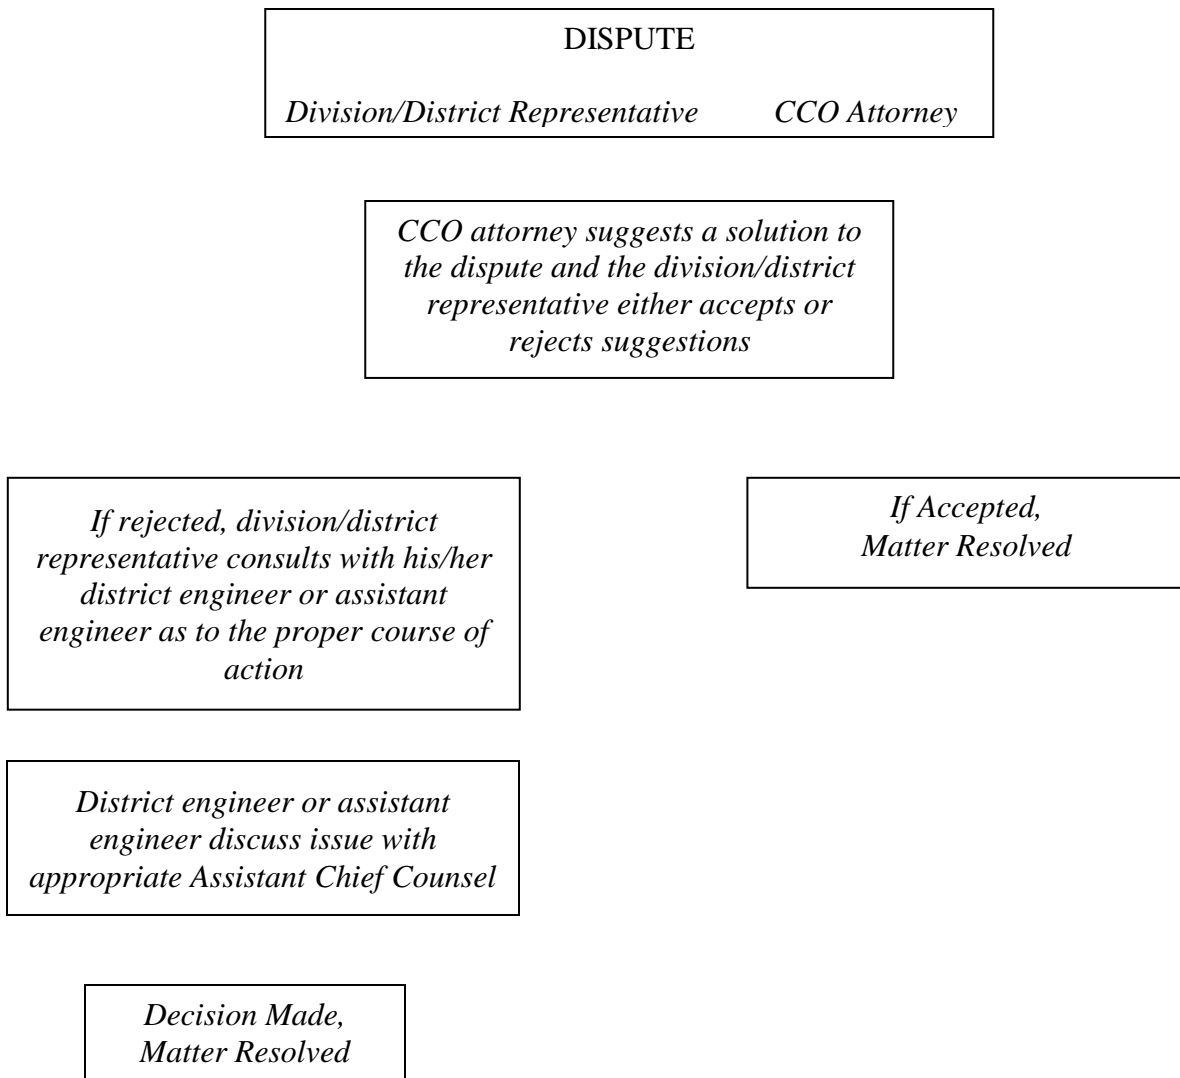 DISPUTE
Division/District Representative CCO Attorney
CCO attorney suggests a solution to
the dispute and the division/district
representative either accepts or
rejects suggestions
If rejected, division/district
representative consults with his/her
district engineer or assistant
engineer as to the proper course of
action
If Accepted,
Matter Resolved
District engineer or assistant
engineer discuss issue with
appropriate Assistant Chief Counsel
Decision Made,
Matter Resolved